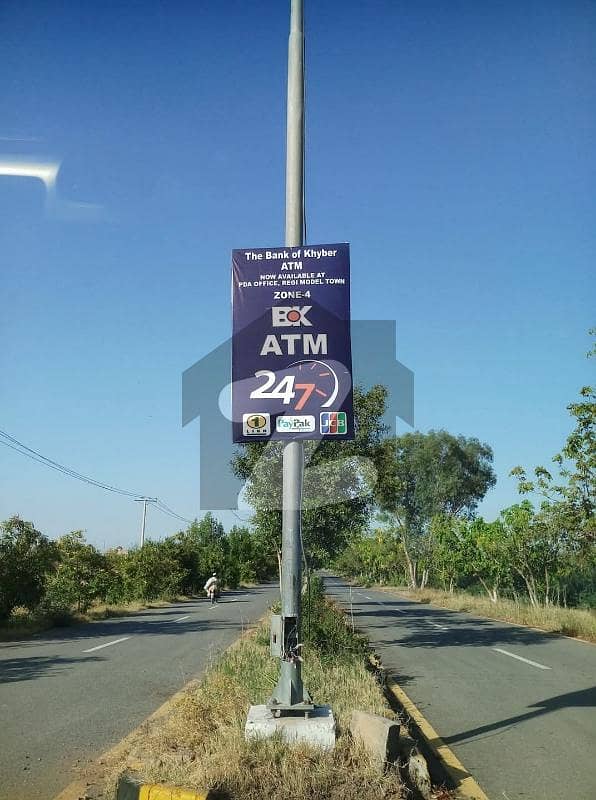 The Bank of Khyber
ATM
NOW AVAILABLE AT
PDA OFFICE, REGI MODEL TOWN
ZONE-4
BOK
ATM
247
1 LINK
PayPak
JCB